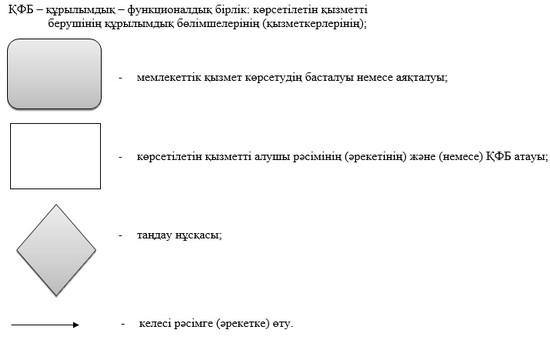 ҚФБ – құрылымдық – функционалдық бірлік: көрсетілетін қызметті
берушінің құрылымдық бөлімшелерінің (қызметкерлерінің);
- мемлекеттік қызмет көрсетудің басталуы немесе аяқталуы;
- көрсетілетін қызметті алушы рәсімінің (әрекетінің) және (немесе) ҚФБ атауы;
- таңдау нұсқасы;
- келесі рәсімге (әрекетке) өту.